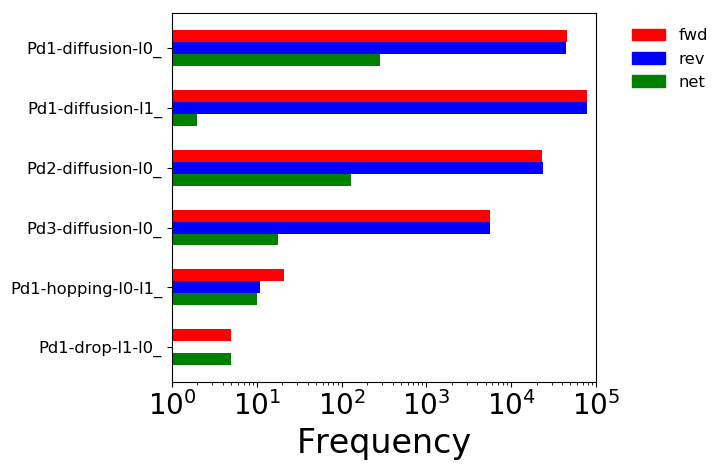 Pd1-diffusion-l0_
Pd1-diffusion-l1_
Pd2-diffusion-l0_
Pd3-diffusion-l0_
Pd1-hopping-l0-l1_
Pd1-drop-l1-l0_
10^0 10^1 10^2 10^3 10^4 10^5
Frequency
fwd
rev
net